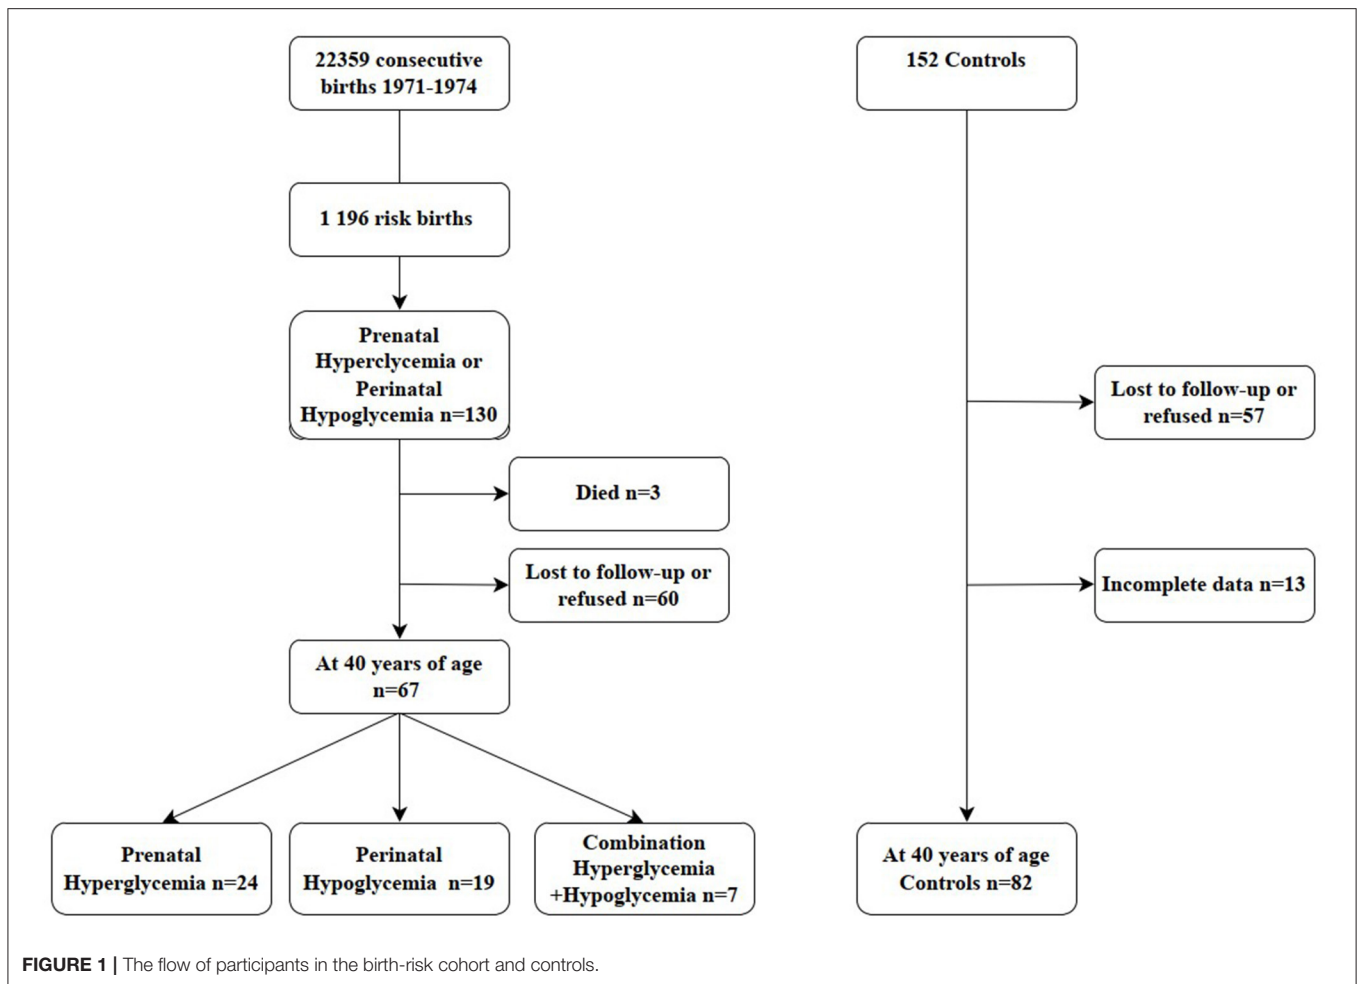 22359 consecutive
births 1971-1974
1 196 risk births
Prenatal
Hyperclycemia or
Perinatal
Hypoglycemia n=130
Died n=3
Lost to follow-up or
refused n=60
At 40 years of age
n=67
Prenatal
Hyperglycemia n=24
Perinatal
Hypoglycemia n=19
Combination
Hyperglycemia
+Hypoglycemia n=7
152 Controls
Lost to follow-up or
refused n=57
Incomplete data n=13
At 40 years of age
Controls n=82
FIGURE 1 | The flow of participants in the birth-risk cohort and controls.